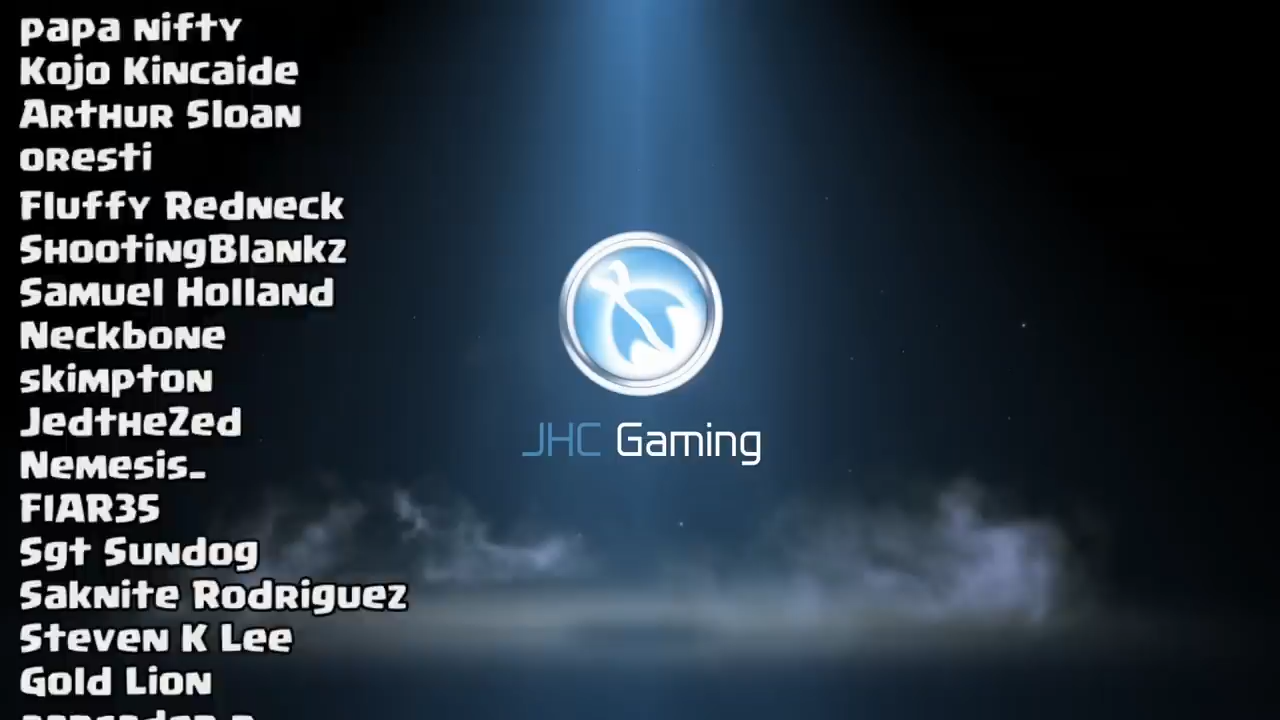 papa nifty
Kojo Kincaide
Arthur Sloan
oresti
Fluffy Redneck
ShootingBlankz
Samuel Holland
Neckbone
skimpton
JedtheZed
Nemesis_
FIAR35
Sgt Sundog
Saknite Rodriguez
Steven K Lee
Gold Lion
JHC Gaming